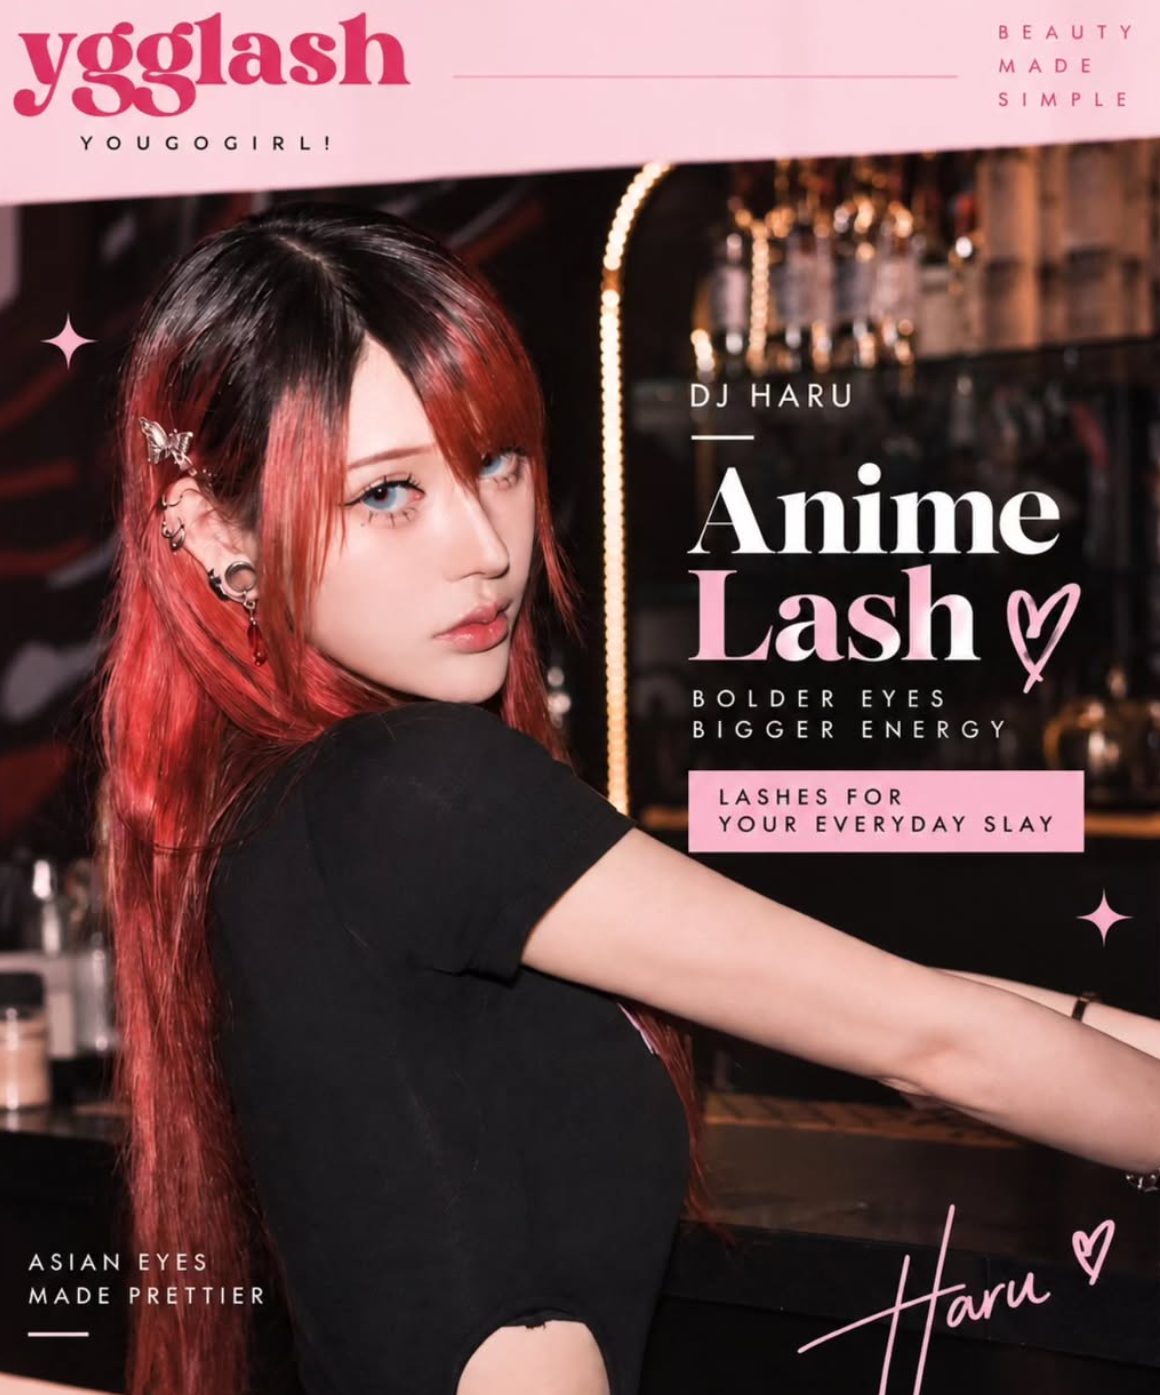 ygglash
YOUGOGIRL!
BEAUTY
MADE
SIMPLE
DJ HARU
Anime
Lash
BOLDER EYES
BIGGER ENERGY
LASHES FOR
YOUR EVERYDAY SLAY
ASIAN EYES
MADE PRETTIER
Haru